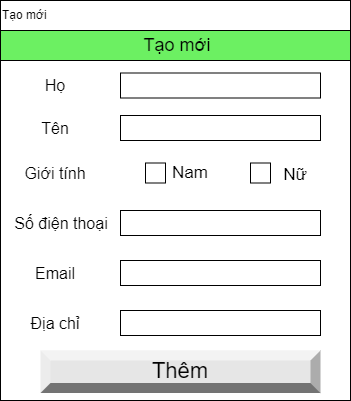 Tạo mới
Tạo mới
Họ
Tên
Giới tính Nam Nữ
Số điện thoại
Email
Địa chỉ
Thêm